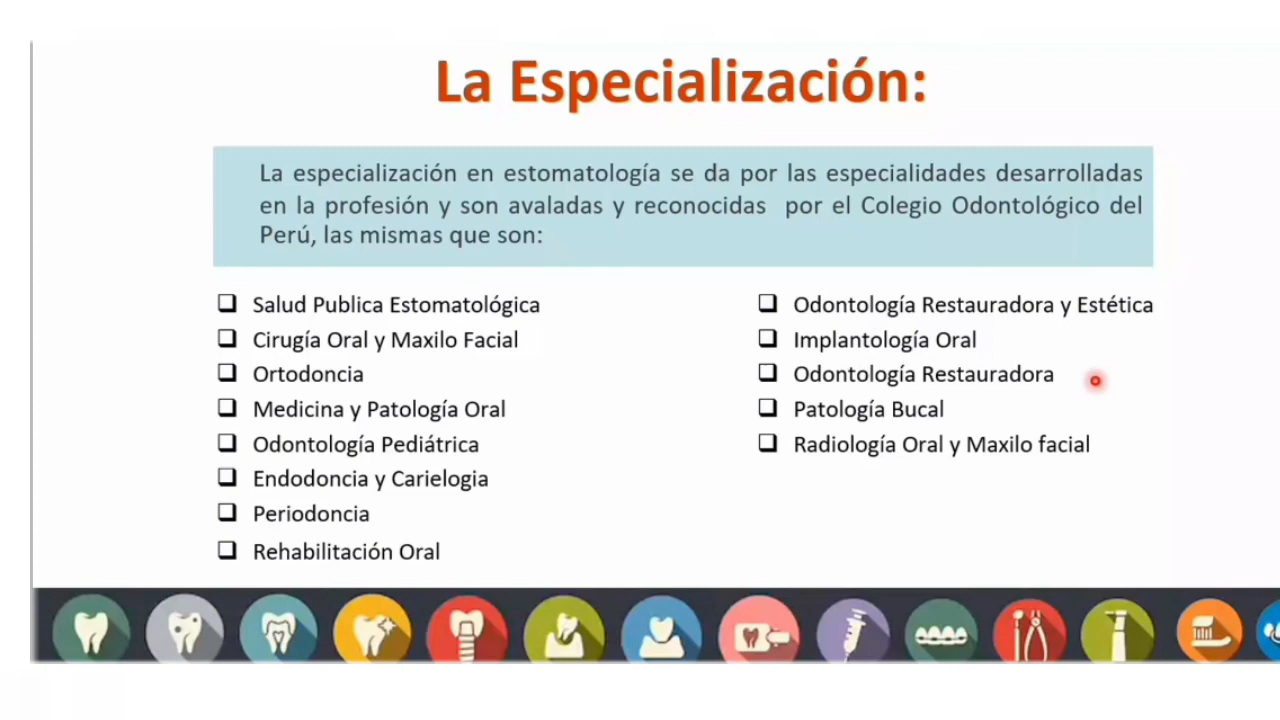 La Especialización:
La especialización en estomatología se da por las especialidades desarrolladas
en la profesión y son avaladas y reconocidas por el Colegio Odontológico del
Perú, las mismas que son:
Salud Publica Estomatológica
Cirugía Oral y Maxilo Facial
Ortodoncia
Medicina y Patología Oral
Odontología Pediátrica
Endodoncia y Carielogia
Periodoncia
Rehabilitación Oral
Odontología Restauradora y Estética
Implantología Oral
Odontología Restauradora
Patología Bucal
Radiología Oral y Maxilo facial